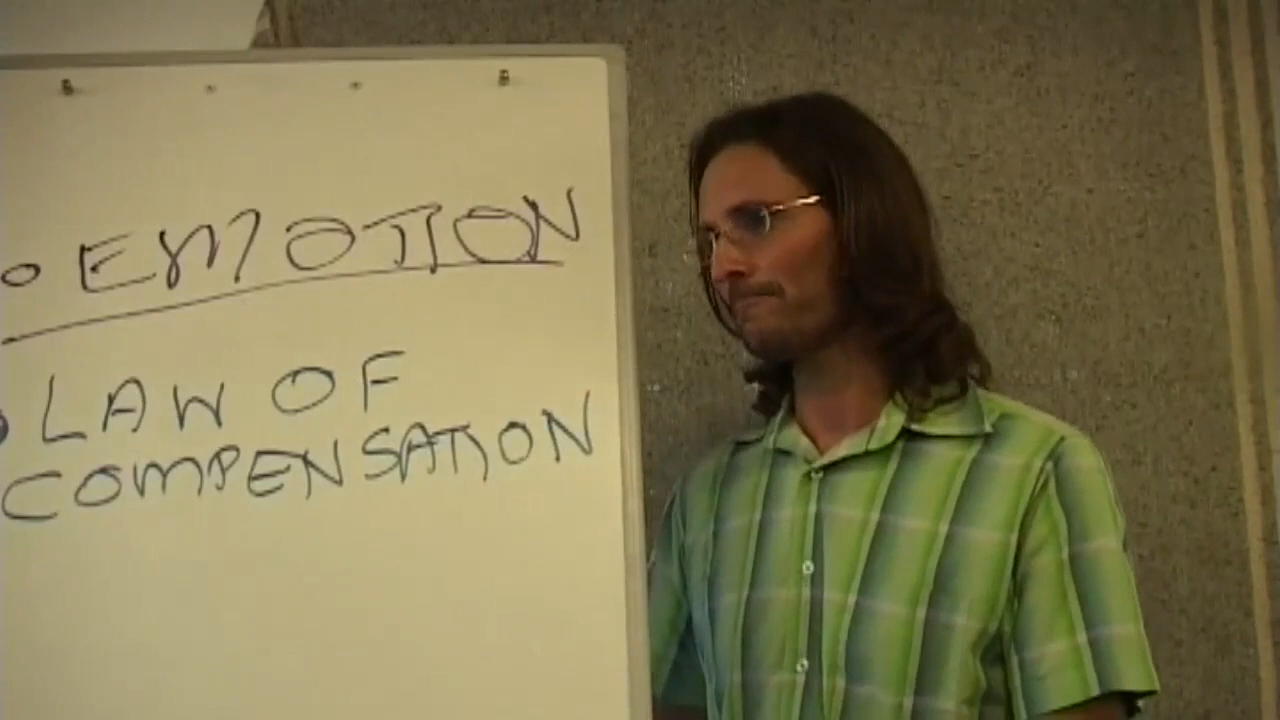 • EMOTION
• LAW OF
COMPENSATION